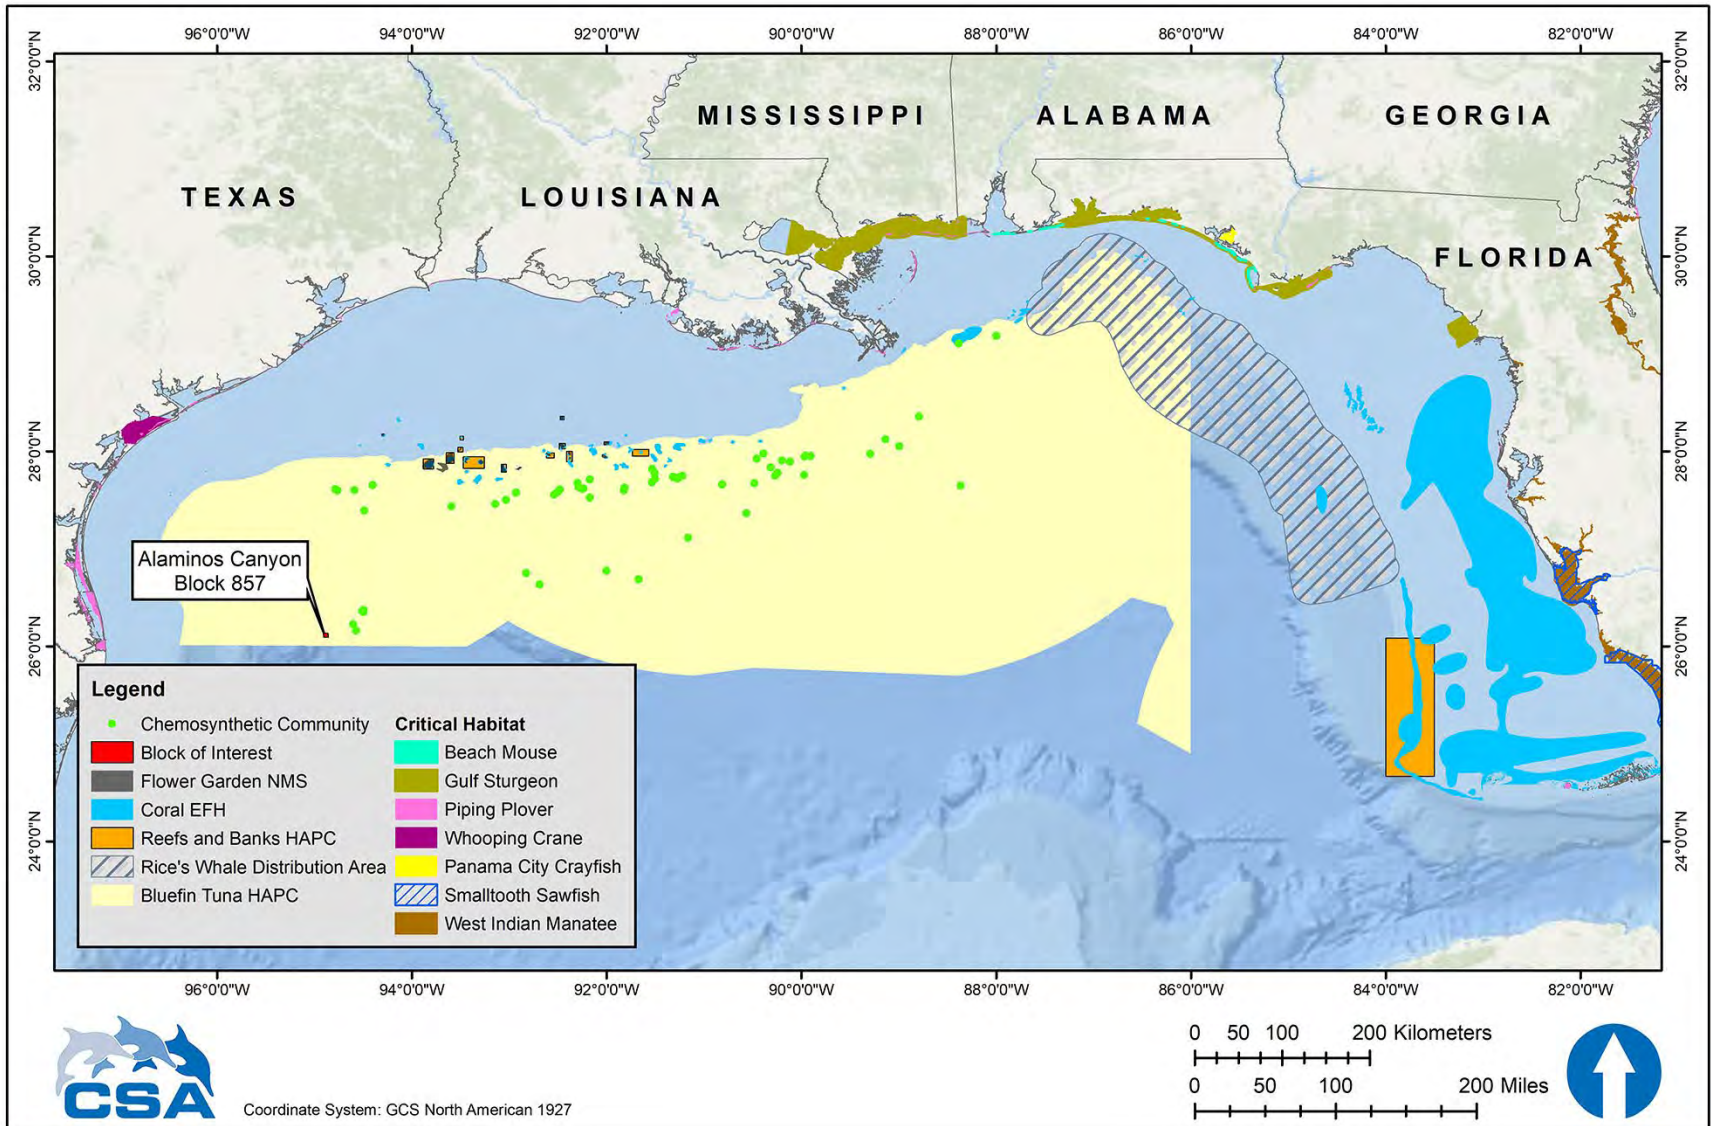 96°0'0"W 94°0'0"W 92°0'0"W 90°0'0"W 88°0'0"W 86°0'0"W 84°0'0"W 82°0'0"W
32°0'0"N 32°0'0"N
MISSISSIPPI ALABAMA GEORGIA
TEXAS LOUISIANA
30°0'0"N FLORIDA 30°0'0"N
28°0'0"N 28°0'0"N
Alaminos Canyon
Block 857
26°0'0"N 26°0'0"N
Legend
Chemosynthetic Community
Block of Interest
Flower Garden NMS
Coral EFH
Reefs and Banks HAPC
Rice's Whale Distribution Area
Bluefin Tuna HAPC
Critical Habitat
Beach Mouse
Gulf Sturgeon
Piping Plover
Whooping Crane
Panama City Crayfish
Smalltooth Sawfish
West Indian Manatee
24°0'0"N 24°0'0"N
96°0'0"W 94°0'0"W 92°0'0"W 90°0'0"W 88°0'0"W 86°0'0"W 84°0'0"W 82°0'0"W
CSA
Coordinate System: GCS North American 1927
0 50 100 200 Kilometers
0 50 100 200 Miles